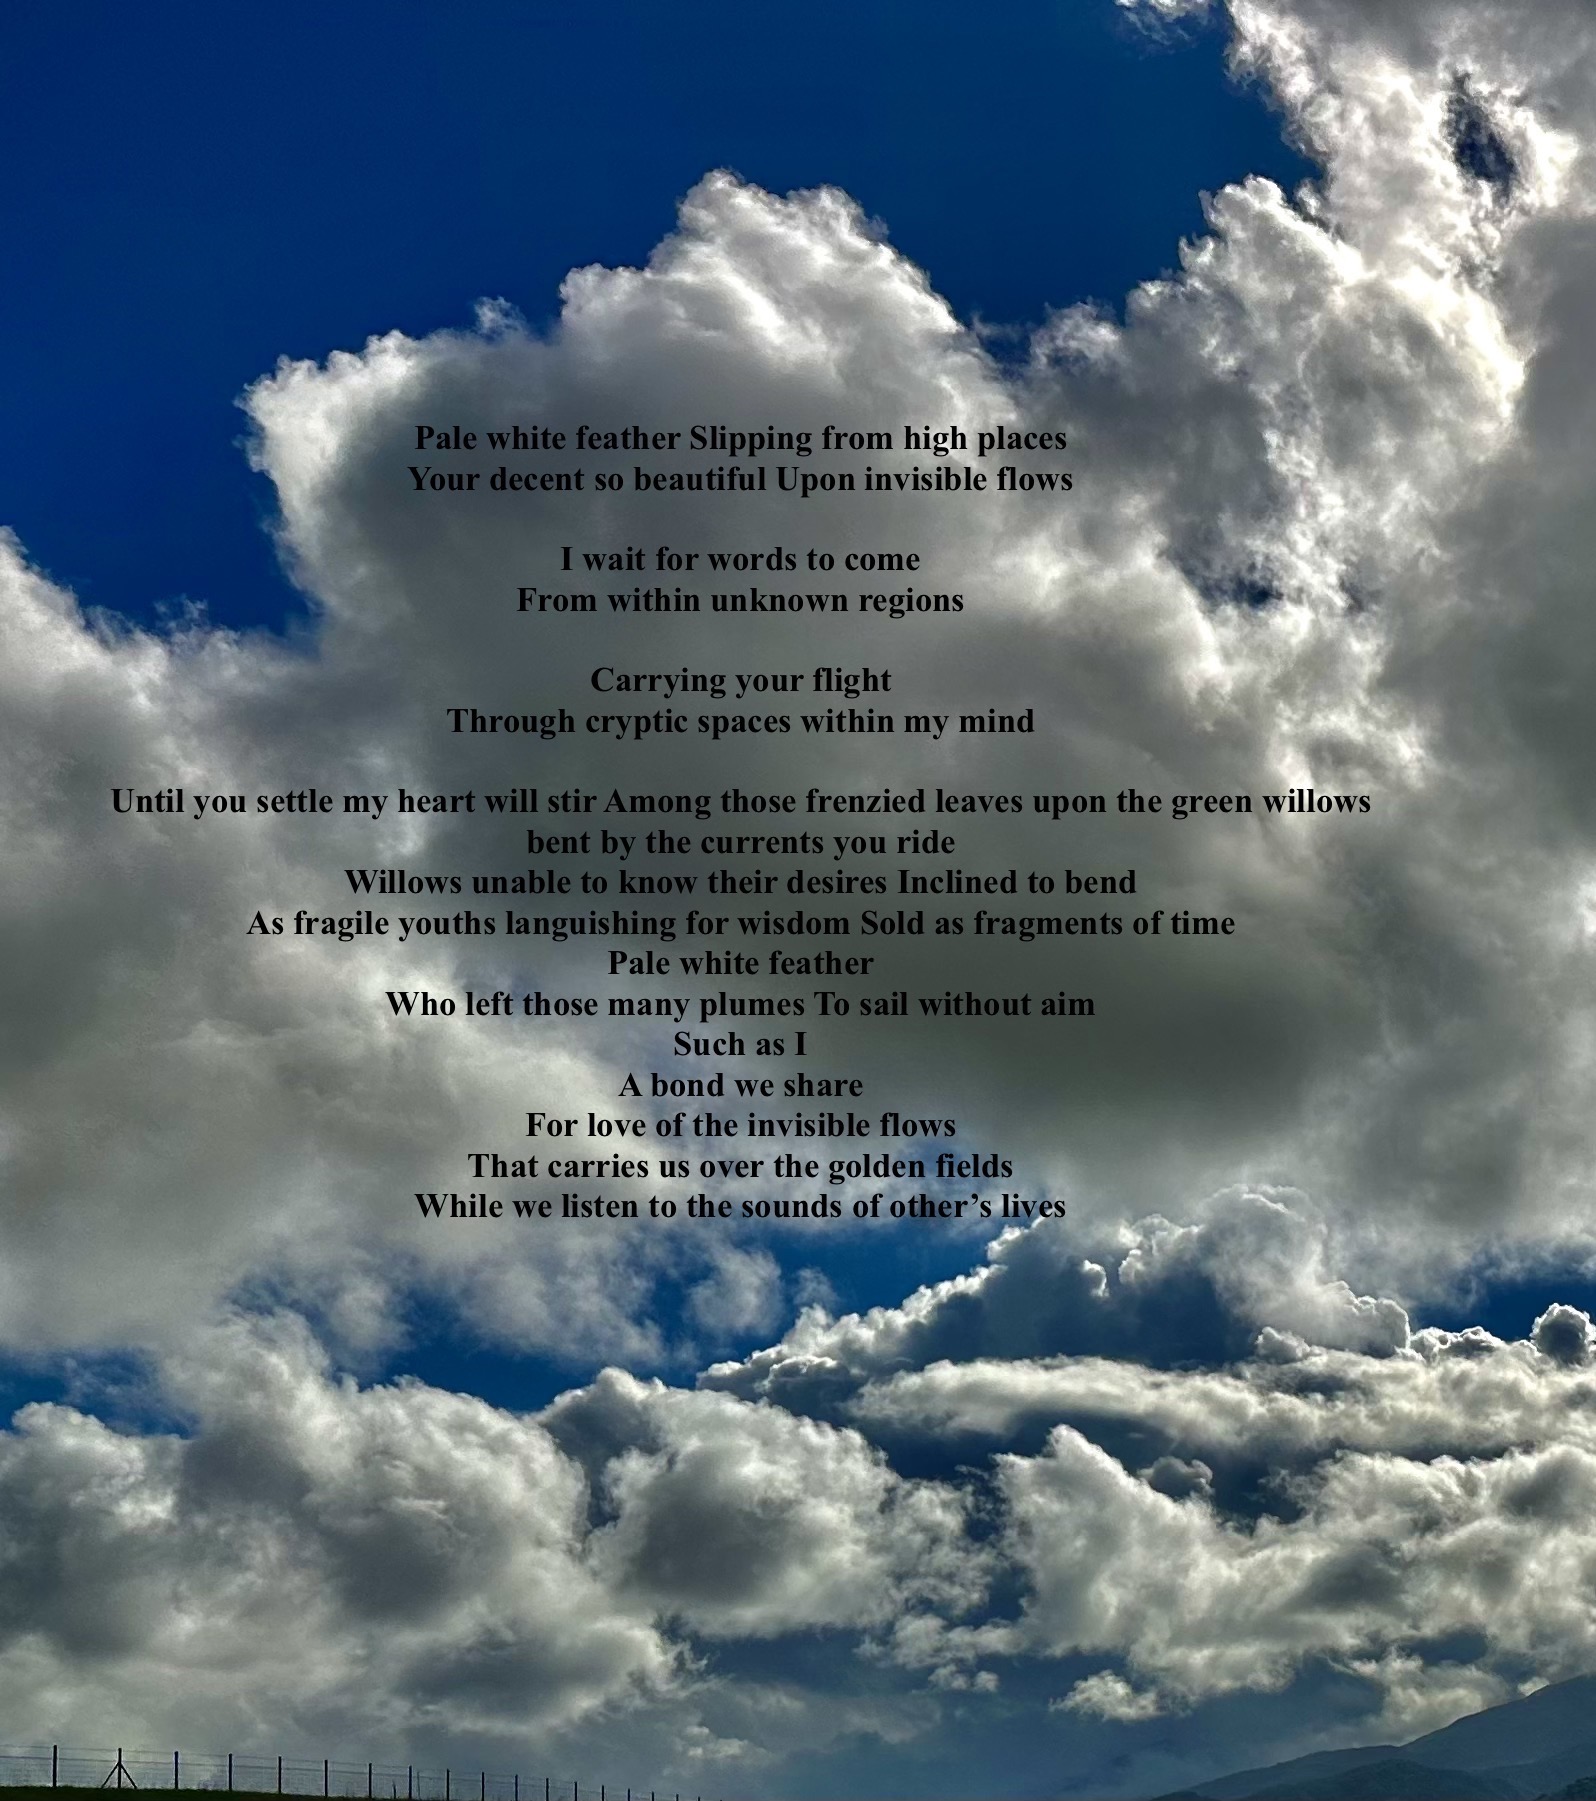 Pale white feather Slipping from high places
Your decent so beautiful Upon invisible flows
I wait for words to come
From within unknown regions
Carrying your flight
Through cryptic spaces within my mind
Until you settle my heart will stir Among those frenzied leaves upon the green willows
bent by the currents you ride
Willows unable to know their desires Inclined to bend
As fragile youths languishing for wisdom Sold as fragments of time
Pale white feather
Who left those many plumes To sail without aim
Such as I
A bond we share
For love of the invisible flows
That carries us over the golden fields
While we listen to the sounds of other’s lives